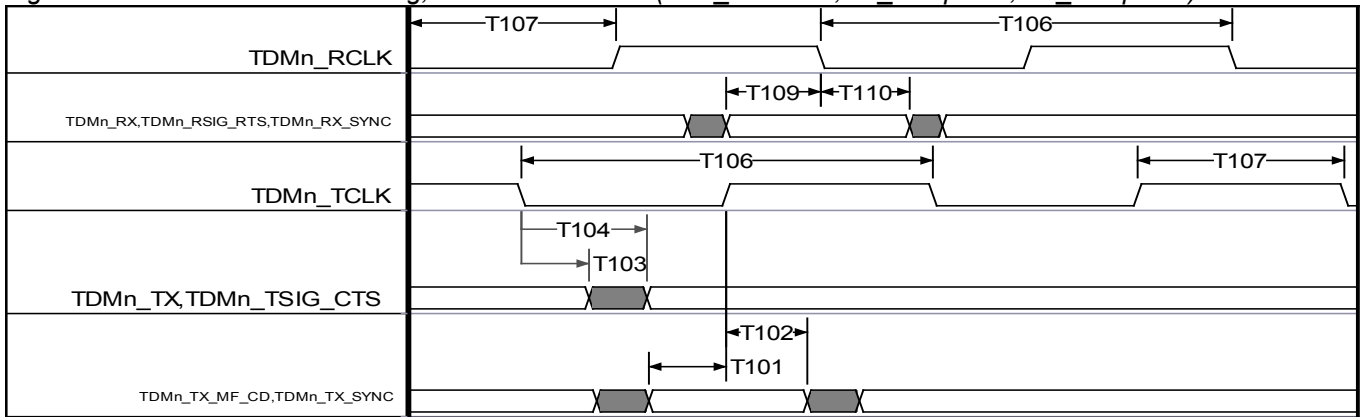 T107 T106
TDMn_RCLK
T109 T110
TDMn_RX,TDMn_RSIG_RTS,TDMn_RX_SYNC
T106 T107
TDMn_TCLK
T104
T103
TDMn_TX,TDMn_TSIG_CTS
T102
T101
TDMn_TX_MF_CD,TDMn_TX_SYNC